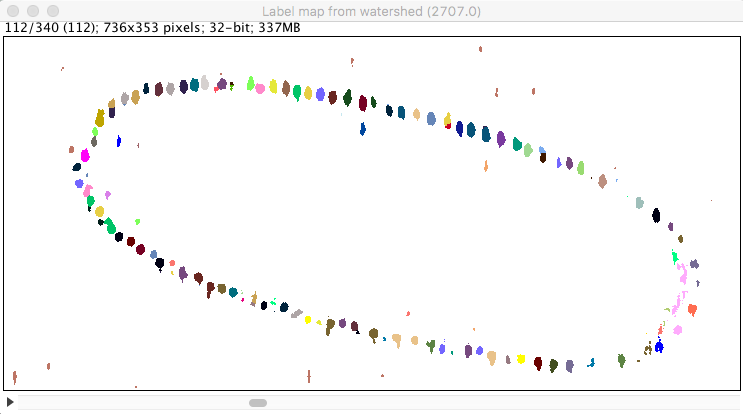 Label map from watershed (2707.0)
112/340 (112); 736x353 pixels; 32-bit; 337MB